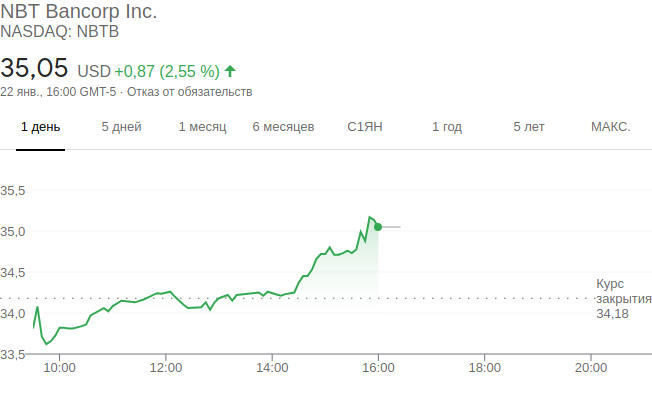 NBT Bancorp Inc.
NASDAQ: NBTB
35,05 USD +0,87 (2,55 %)
22 янв., 16:00 GMT-5 · Отказ от обязательств
1 день 5 дней 1 месяц 6 месяцев С1ЯН 1 год 5 лет МАКС.
35,5
35,0
34,5
Курс
закрытия
34,18
34,0
33,5
10:00 12:00 14:00 16:00 18:00 20:00